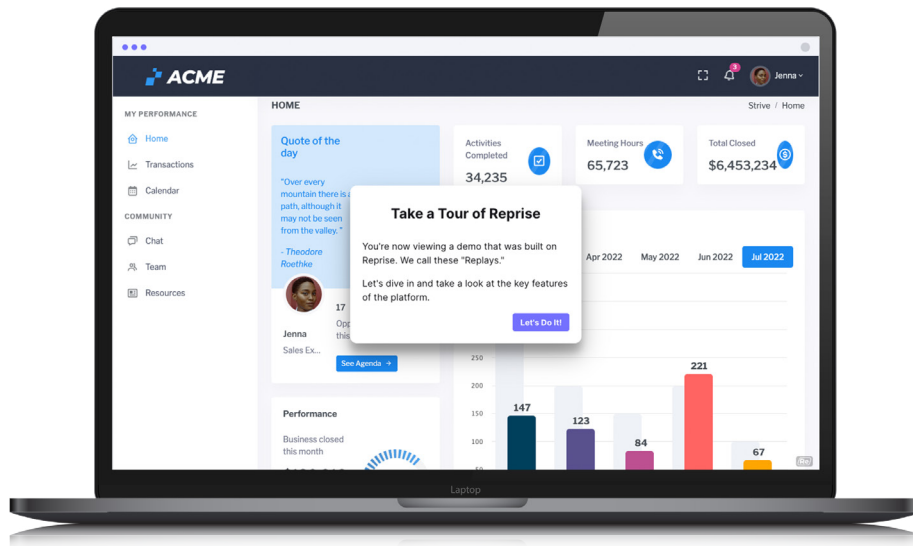 ACME
3
Jenna
MY PERFORMANCE
Home
Transactions
Calendar
COMMUNITY
Chat
Team
Resources
HOME
Strive / Home
Quote of the
day
"Over every
mountain there is a
path, although it
may not be seen
from the valley."
- Theodore
Roethke
Jenna
Sales Ex...
17
Opp
this
See Agenda →
Performance
Business closed
this month
Activities
Completed
34,235
Meeting Hours
65,723
Total Closed
$6,453,234
Take a Tour of Reprise
You're now viewing a demo that was built on
Reprise. We call these "Replays."
Let's dive in and take a look at the key features
of the platform.
Let's Do It!
Apr 2022 May 2022 Jun 2022 Jul 2022
250
200
150
100
50
147
123
84
221
67
Re
Laptop